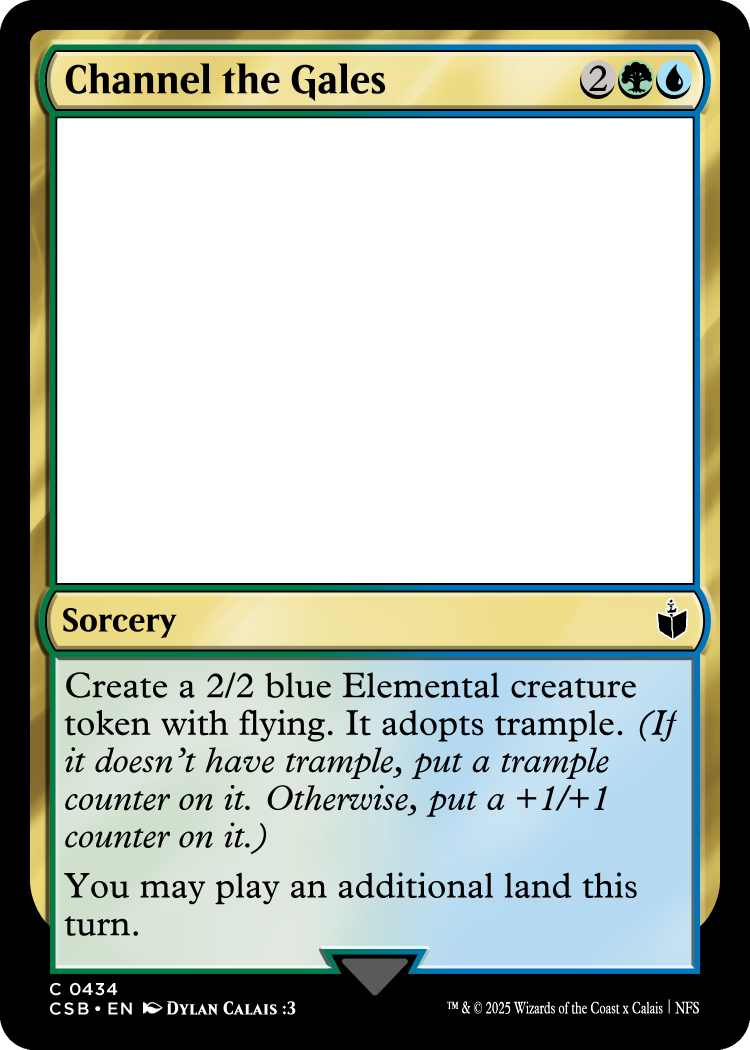 Channel the Gales 2
Sorcery
Create a 2/2 blue Elemental creature
token with flying. It adopts trample. (If
it doesn't have trample, put a trample
counter on it. Otherwise, put a +1/+1
counter on it.)
You may play an additional land this
turn.
C 0434
CSB • EN DYLAN CALAIS :3
™ & © 2025 Wizards of the Coast x Calais | NFS